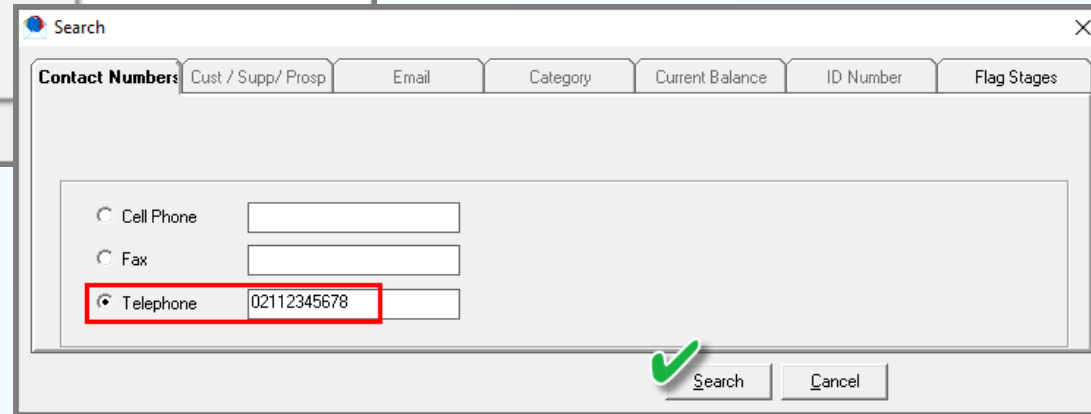 Search
Contact Numbers Cust / Supp/ Prosp Email Category Current Balance ID Number Flag Stages
Cell Phone
Fax
Telephone 02112345678
Search Cancel